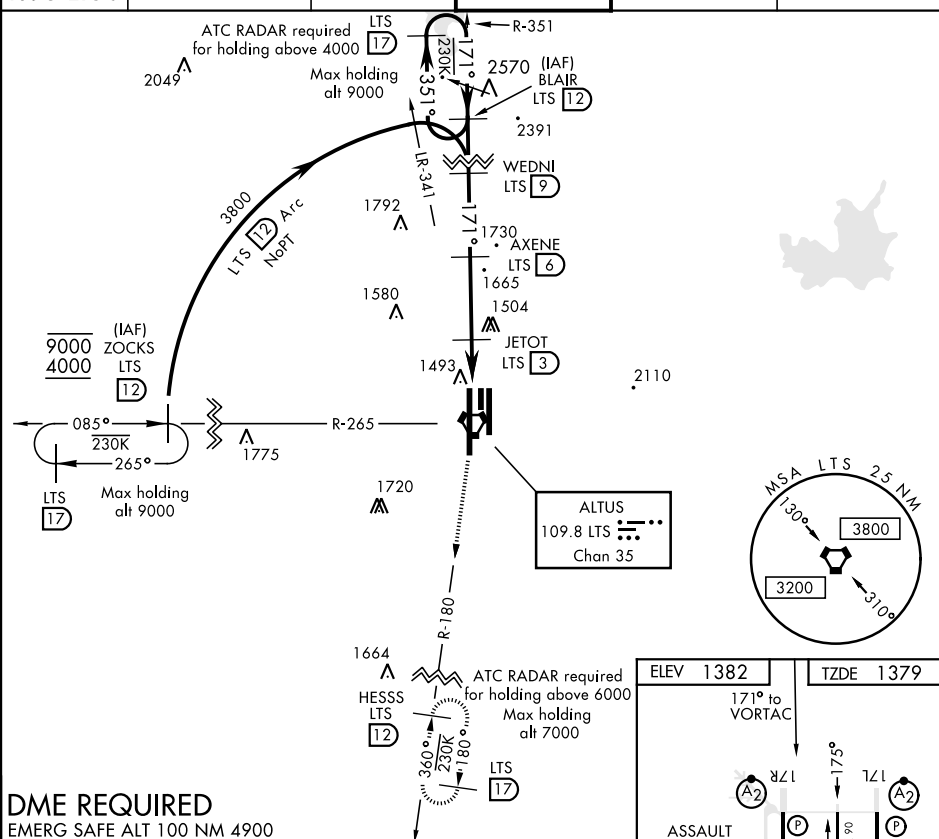 ATC RADAR required
for holding above 4000
LTS
17
R-351
Max holding
alt 9000
2049
230K
351°
171°
2570
(IAF)
BLAIR
LTS 12
2391
LR-341
WEDNI
LTS 9
3800
LTS 12 Arc
NoPT
1792
171°
1730
AXENE
LTS 6
1665
1580
1504
JETOT
LTS 3
1493
2110
9000
4000
(IAF)
ZOCKS
LTS
12
085°
230K
265°
R-265
1775
LTS
17
Max holding
alt 9000
1720
ALTUS
109.8 LTS
Chan 35
MSA LTS 25 NM
130°
3800
3200
310°
R-180
1664
ATC RADAR required
for holding above 6000
Max holding
alt 7000
HESSS
LTS
12
360°
230K
180°
LTS
17
DME REQUIRED
EMERG SAFE ALT 100 NM 4900
ELEV 1382
TZDE 1379
171° to
VORTAC
175°
17R
17L
A2
A2
P
P
90
ASSAULT